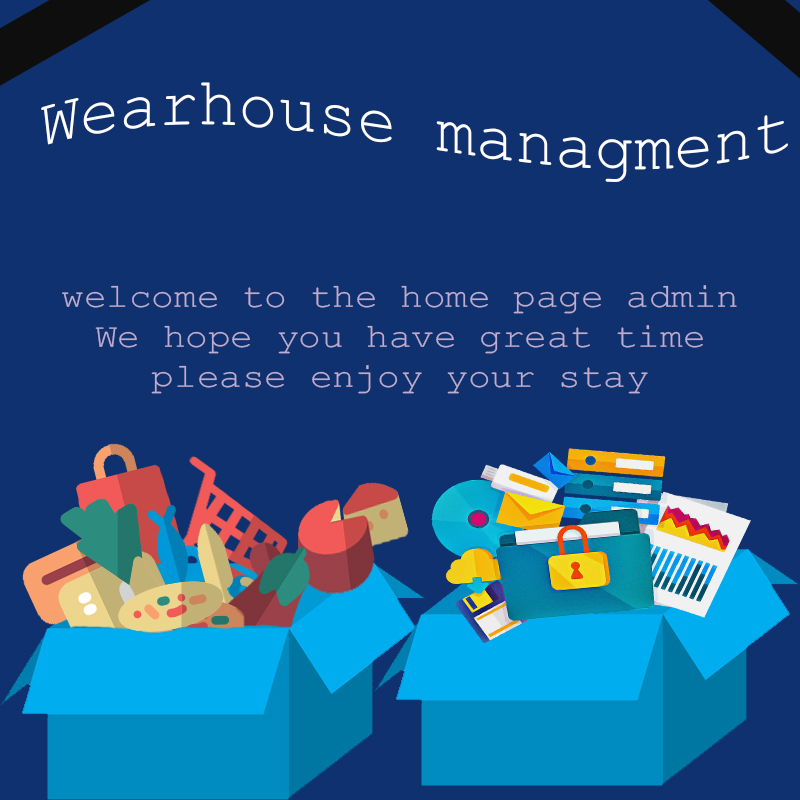 Wearhouse managment
welcome to the home page admin
We hope you have great time
please enjoy your stay